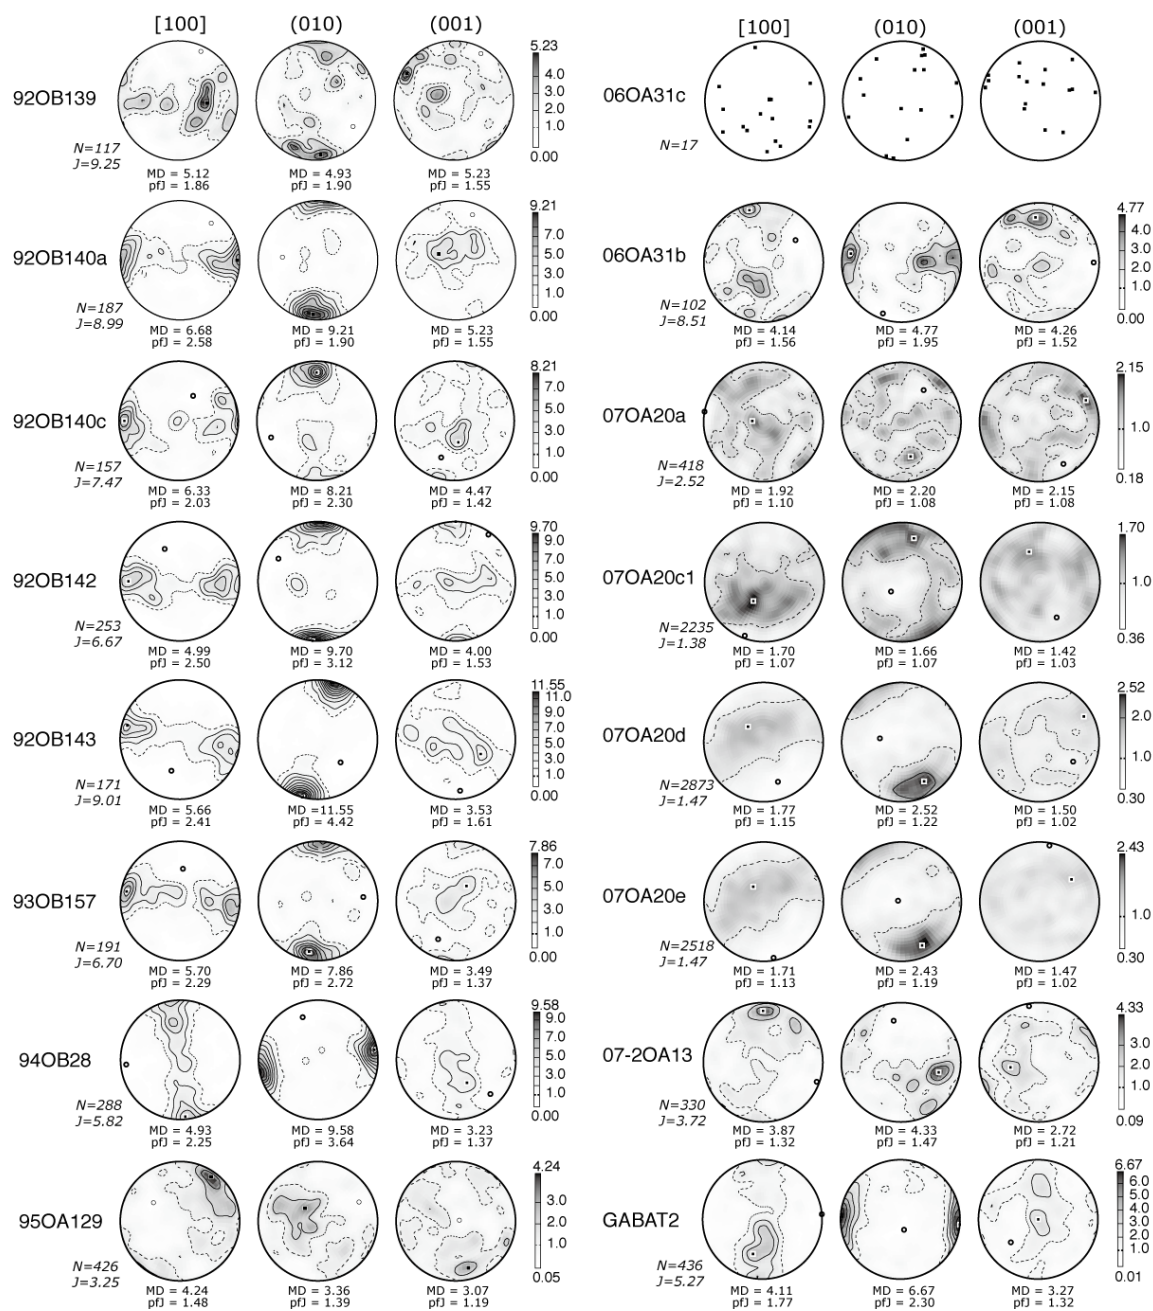 [100] (010) (001)
92OB139
N=117
J=9.25
MD = 5.12
pfJ = 1.86
MD = 4.93
pfJ = 1.90
MD = 5.23
pfJ = 1.55
5.23
4.0
3.0
2.0
1.0
0.00
92OB140a
N=187
J=8.99
MD = 6.68
pfJ = 2.58
MD = 9.21
pfJ = 1.90
MD = 5.23
pfJ = 1.55
9.21
7.0
5.0
3.0
1.0
0.00
92OB140c
N=157
J=7.47
MD = 6.33
pfJ = 2.03
MD = 8.21
pfJ = 2.30
MD = 4.47
pfJ = 1.42
8.21
7.0
5.0
3.0
1.0
0.00
92OB142
N=253
J=6.67
MD = 4.99
pfJ = 2.50
MD = 9.70
pfJ = 3.12
MD = 4.00
pfJ = 1.53
9.70
9.0
7.0
5.0
3.0
1.0
0.00
92OB143
N=171
J=9.01
MD = 5.66
pfJ = 2.41
MD =11.55
pfJ = 4.42
MD = 3.53
pfJ = 1.61
11.55
11.0
9.0
7.0
5.0
3.0
1.0
0.00
93OB157
N=191
J=6.70
MD = 5.70
pfJ = 2.29
MD = 7.86
pfJ = 2.72
MD = 3.49
pfJ = 1.37
7.86
7.0
5.0
3.0
1.0
0.00
94OB28
N=288
J=5.82
MD = 4.93
pfJ = 2.25
MD = 9.58
pfJ = 3.64
MD = 3.23
pfJ = 1.37
9.58
9.0
7.0
5.0
3.0
1.0
0.00
95OA129
N=426
J=3.25
MD = 4.24
pfJ = 1.48
MD = 3.36
pfJ = 1.39
MD = 3.07
pfJ = 1.19
4.24
3.0
2.0
1.0
0.05
[100] (010) (001)
06OA31c
N=17
06OA31b
N=102
J=8.51
MD = 4.14
pfJ = 1.56
MD = 4.77
pfJ = 1.95
MD = 4.26
pfJ = 1.52
4.77
4.0
3.0
2.0
1.0
0.00
07OA20a
N=418
J=2.52
MD = 1.92
pfJ = 1.10
MD = 2.20
pfJ = 1.08
MD = 2.15
pfJ = 1.08
2.15
1.0
0.18
07OA20c1
N=2235
J=1.38
MD = 1.70
pfJ = 1.07
MD = 1.66
pfJ = 1.07
MD = 1.42
pfJ = 1.03
1.70
1.0
0.36
07OA20d
N=2873
J=1.47
MD = 1.77
pfJ = 1.15
MD = 2.52
pfJ = 1.22
MD = 1.50
pfJ = 1.02
2.52
2.0
1.0
0.30
07OA20e
N=2518
J=1.47
MD = 1.71
pfJ = 1.13
MD = 2.43
pfJ = 1.19
MD = 1.47
pfJ = 1.02
2.43
1.0
0.30
07-2OA13
N=330
J=3.72
MD = 3.87
pfJ = 1.32
MD = 4.33
pfJ = 1.47
MD = 2.72
pfJ = 1.21
4.33
3.0
2.0
1.0
0.09
GABAT2
N=436
J=5.27
MD = 4.11
pfJ = 1.77
MD = 6.67
pfJ = 2.30
MD = 3.27
pfJ = 1.32
6.67
6.0
5.0
4.0
3.0
2.0
1.0
0.01